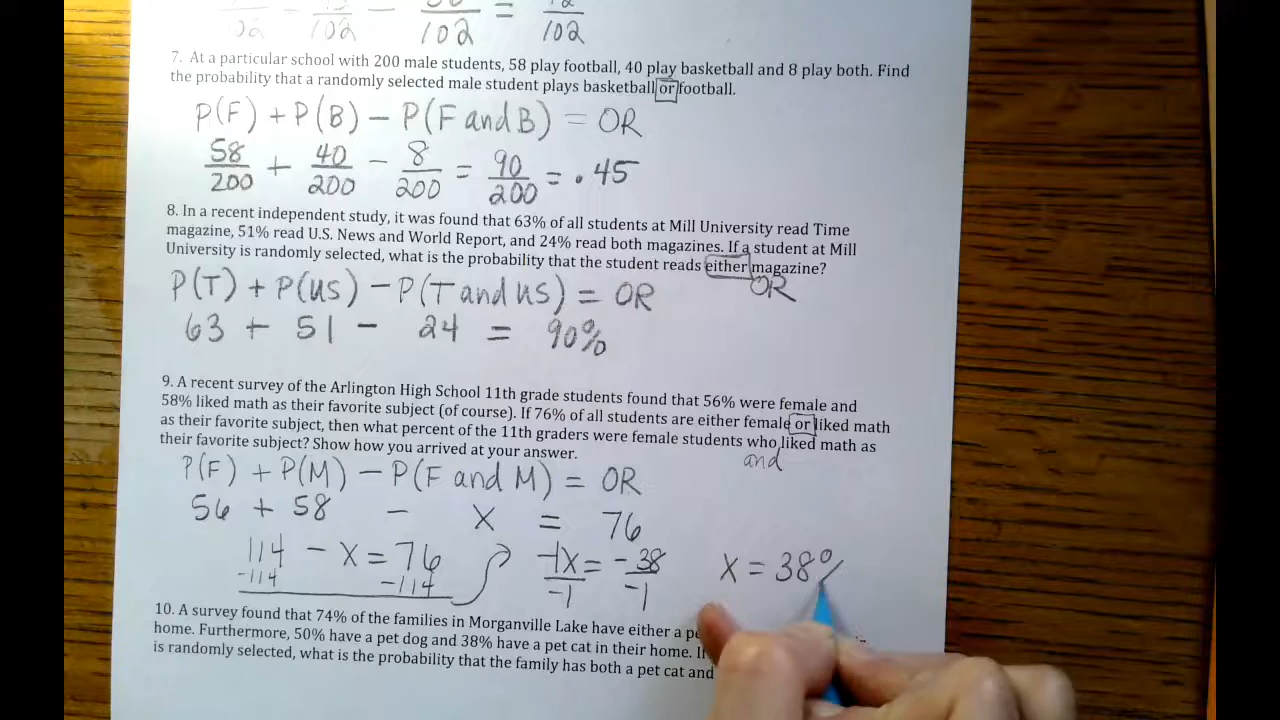 102 102 102 = 102
7. At a particular school with 200 male students, 58 play football, 40 play basketball and 8 play both. Find
the probability that a randomly selected male student plays basketball or football.
P(F) + P(B) - P(F and B) = OR
58/200 + 40/200 - 8/200 = 90/200 = .45
8. In a recent independent study, it was found that 63% of all students at Mill University read Time
magazine, 51% read U.S. News and World Report, and 24% read both magazines. If a student at Mill
University is randomly selected, what is the probability that the student reads either magazine?
OR
P(T) + P(US) - P(T and US) = OR
63 + 51 - 24 = 90%
9. A recent survey of the Arlington High School 11th grade students found that 56% were female and
58% liked math as their favorite subject (of course). If 76% of all students are either female or liked math
as their favorite subject, then what percent of the 11th graders were female students who liked math as
their favorite subject? Show how you arrived at your answer.
and
P(F) + P(M) - P(F and M) = OR
56 + 58 - X = 76
114 - X = 76 -1X = -38 X = 38%
-114 -114 -1 -1
10. A survey found that 74% of the families in Morganville Lake have either a pe
home. Furthermore, 50% have a pet dog and 38% have a pet cat in their home. If
is randomly selected, what is the probability that the family has both a pet cat and